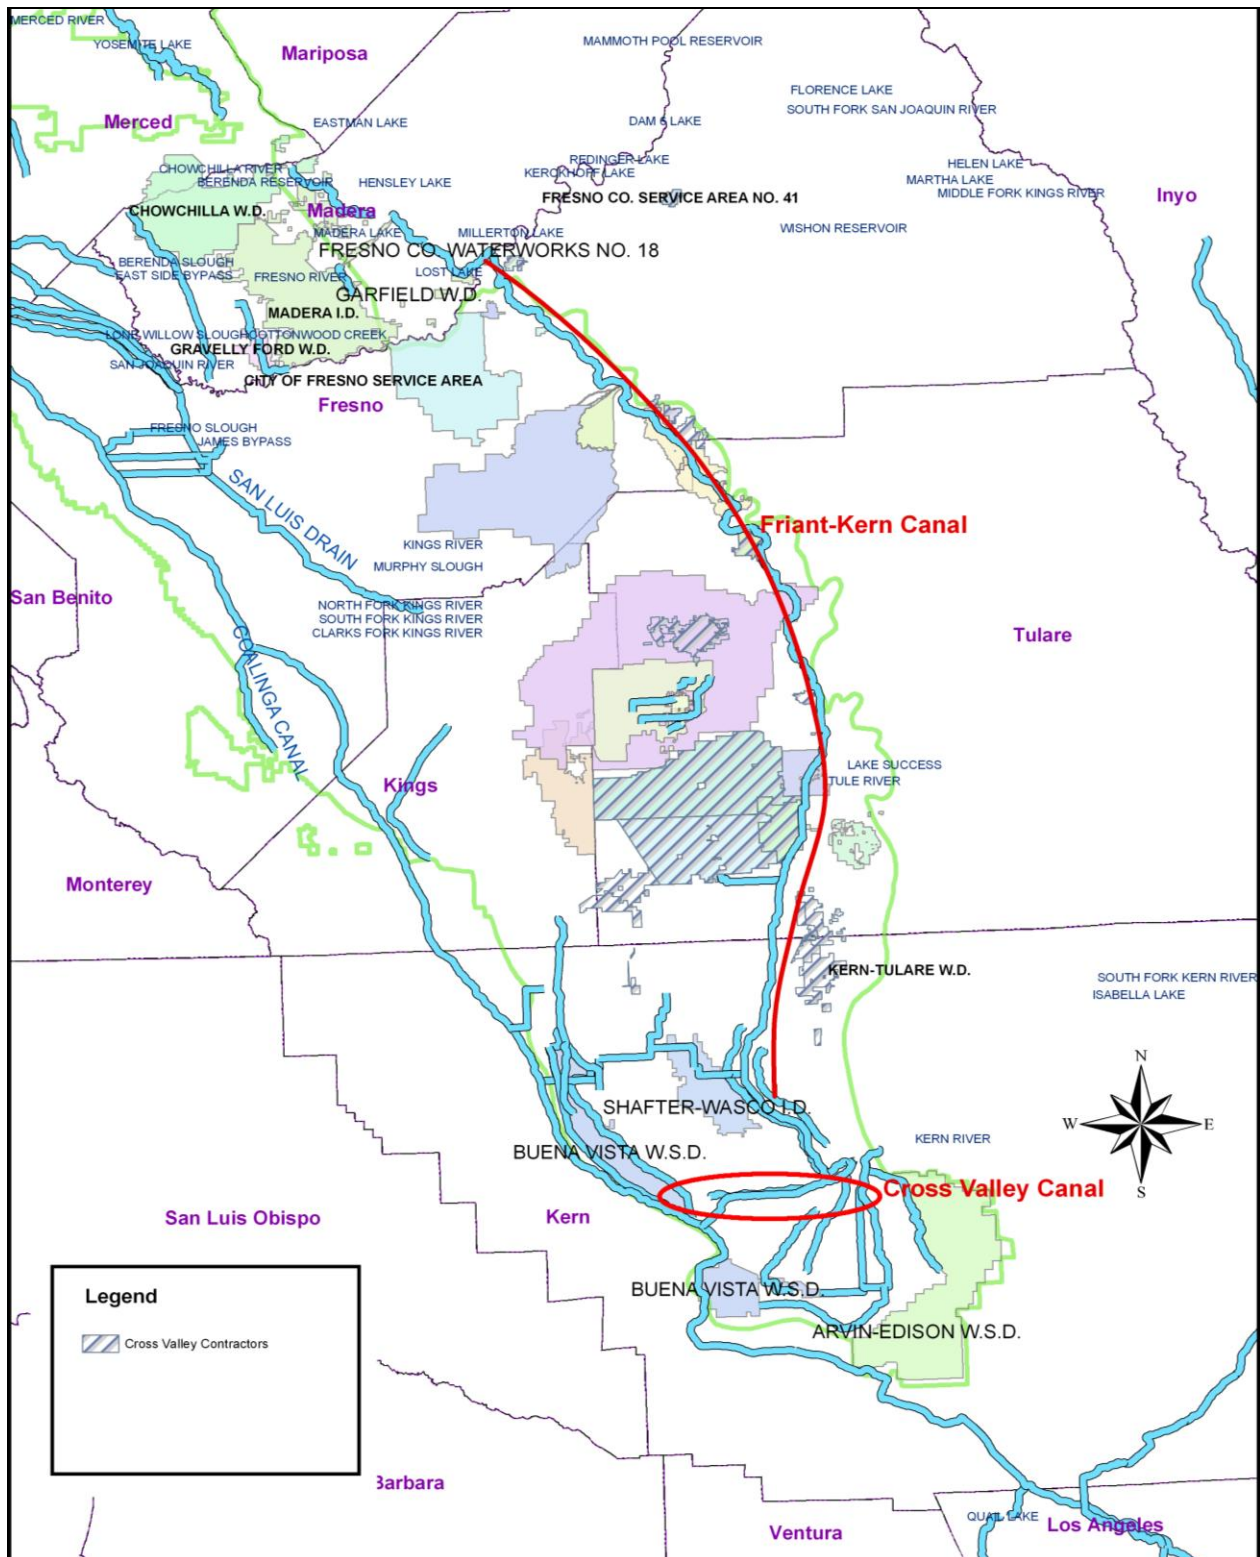 MERCED RIVER
YOSEMITE LAKE
Mariposa
MAMMOTH POOL RESERVOIR
FLORENCE LAKE
SOUTH FORK SAN JOAQUIN RIVER
Merced
EASTMAN LAKE
DAM 6 LAKE
CHOWCHILLA RIVER
REDINGER LAKE
HELEN LAKE
BERENDA RESERVOIR
HENSLEY LAKE
KERCKHOFF LAKE
MARTHA LAKE
MIDDLE FORK KINGS RIVER
Inyo
FRESNO CO. SERVICE AREA NO. 41
CHOWCHILLA W.D.
Madera
MADERA LAKE
MILLERTON LAKE
WISHON RESERVOIR
FRESNO CO. WATERWORKS NO. 18
BERENDA SLOUGH
EAST SIDE BYPASS
FRESNO RIVER
LOST LAKE
GARFIELD W.D.
MADERA I.D.
LONE WILLOW SLOUGH
COTTONWOOD CREEK
GRAVELLY FORD W.D.
SAN JOAQUIN RIVER
CITY OF FRESNO SERVICE AREA
Fresno
FRESNO SLOUGH
JAMES BYPASS
SAN LUIS DRAIN
Friant-Kern Canal
KINGS RIVER
MURPHY SLOUGH
San Benito
NORTH FORK KINGS RIVER
SOUTH FORK KINGS RIVER
CLARKS FORK KINGS RIVER
Tulare
COALINGA CANAL
LAKE SUCCESS
TULE RIVER
Kings
Monterey
KERN-TULARE W.D.
SOUTH FORK KERN RIVER
ISABELLA LAKE
N
W
E
S
SHAFTER-WASCO I.D.
KERN RIVER
BUENA VISTA W.S.D.
Cross Valley Canal
San Luis Obispo
Kern
BUENA VISTA W.S.D.
ARVIN-EDISON W.S.D.
Legend
Cross Valley Contractors
Barbara
QUAIL LAKE
Los Angeles
Ventura